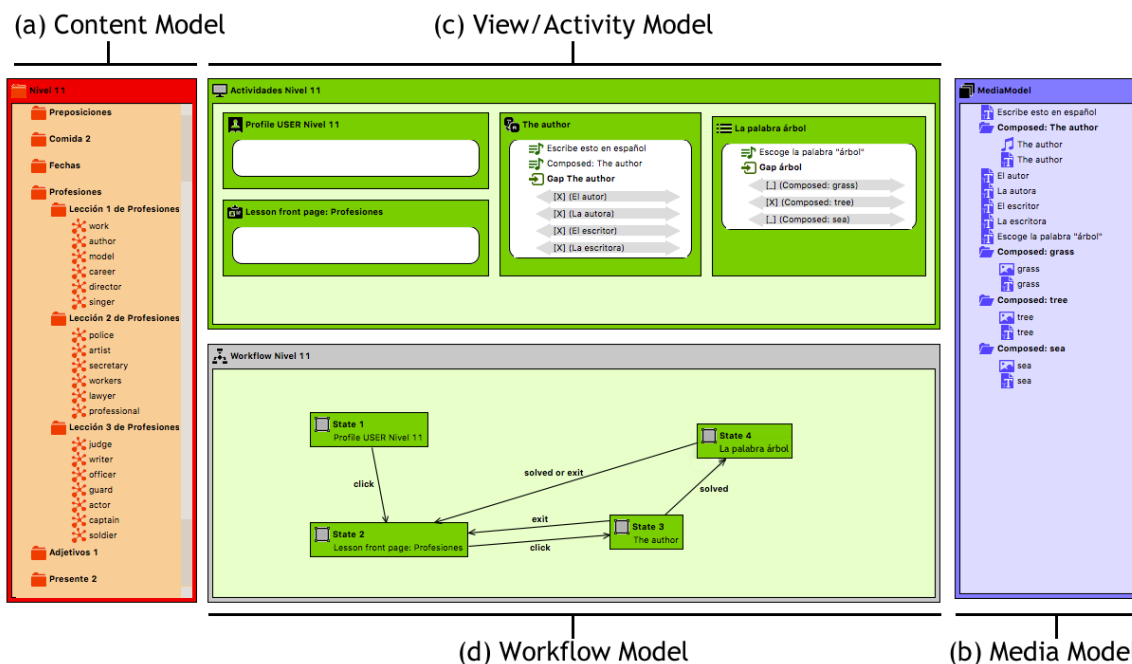 (a) Content Model
(c) View/Activity Model
Nivel 11
Preposiciones
Comida 2
Fechas
Profesiones
Lección 1 de Profesiones
work
author
model
career
director
singer
Lección 2 de Profesiones
police
artist
secretary
workers
lawyer
professional
Lección 3 de Profesiones
judge
writer
officer
guard
actor
captain
soldier
Adjetivos 1
Presente 2
Actividades Nivel 11
Profile USER Nivel 11
Lesson front page: Profesiones
The author
Escribe esto en español
Composed: The author
Gap The author
[X] (El autor)
[X] (La autora)
[X] (El escritor)
[X] (La escritora)
La palabra árbol
Escoge la palabra "árbol"
Gap árbol
[_] (Composed: grass)
[X] (Composed: tree)
[_] (Composed: sea)
Workflow Nivel 11
State 1
Profile USER Nivel 11
click
State 2
Lesson front page: Profesiones
click
exit
State 3
The author
solved
State 4
La palabra árbol
solved or exit
MediaModel
Escribe esto en español
Composed: The author
The author
The author
El autor
La autora
El escritor
La escritora
Escoge la palabra "árbol"
Composed: grass
grass
grass
Composed: tree
tree
tree
Composed: sea
sea
sea
(d) Workflow Model
(b) Media Model